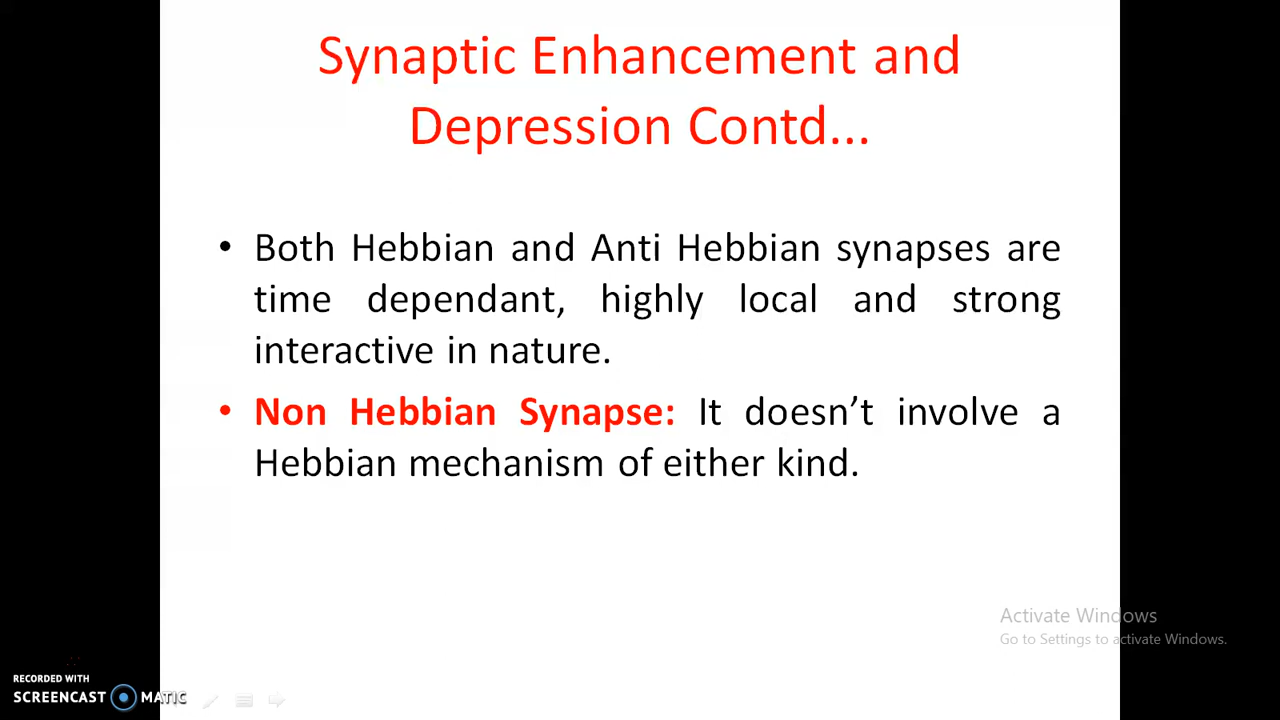 Synaptic Enhancement and
Depression Contd...
• Both Hebbian and Anti Hebbian synapses are
time dependant, highly local and strong
interactive in nature.
• Non Hebbian Synapse: It doesn’t involve a
Hebbian mechanism of either kind.
Activate Windows
Go to Settings to activate Windows.
RECORDED WITH
SCREENCAST MATIC